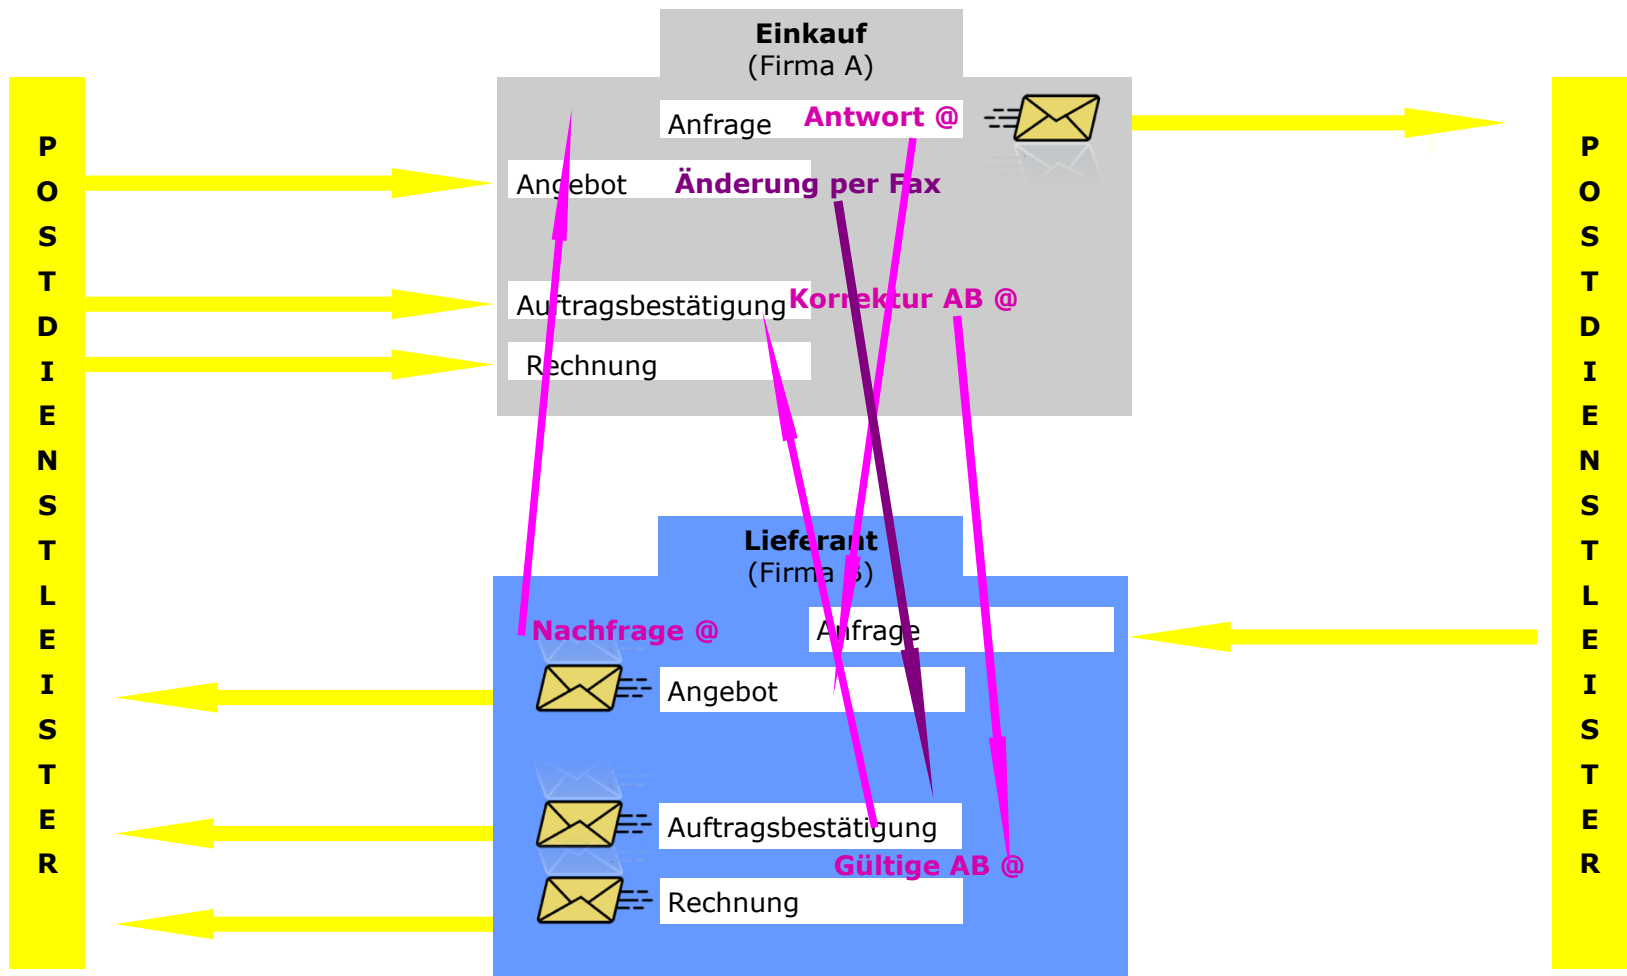 Einkauf
(Firma A)
Anfrage Antwort @
Angebot Änderung per Fax
Auftragsbestätigung Korrektur AB @
Rechnung
POSTDIENSTLEISTER
POSTDIENSTLEISTER
Lieferant
(Firma B)
Nachfrage @ Anfrage
Angebot
Auftragsbestätigung
Gültige AB @
Rechnung